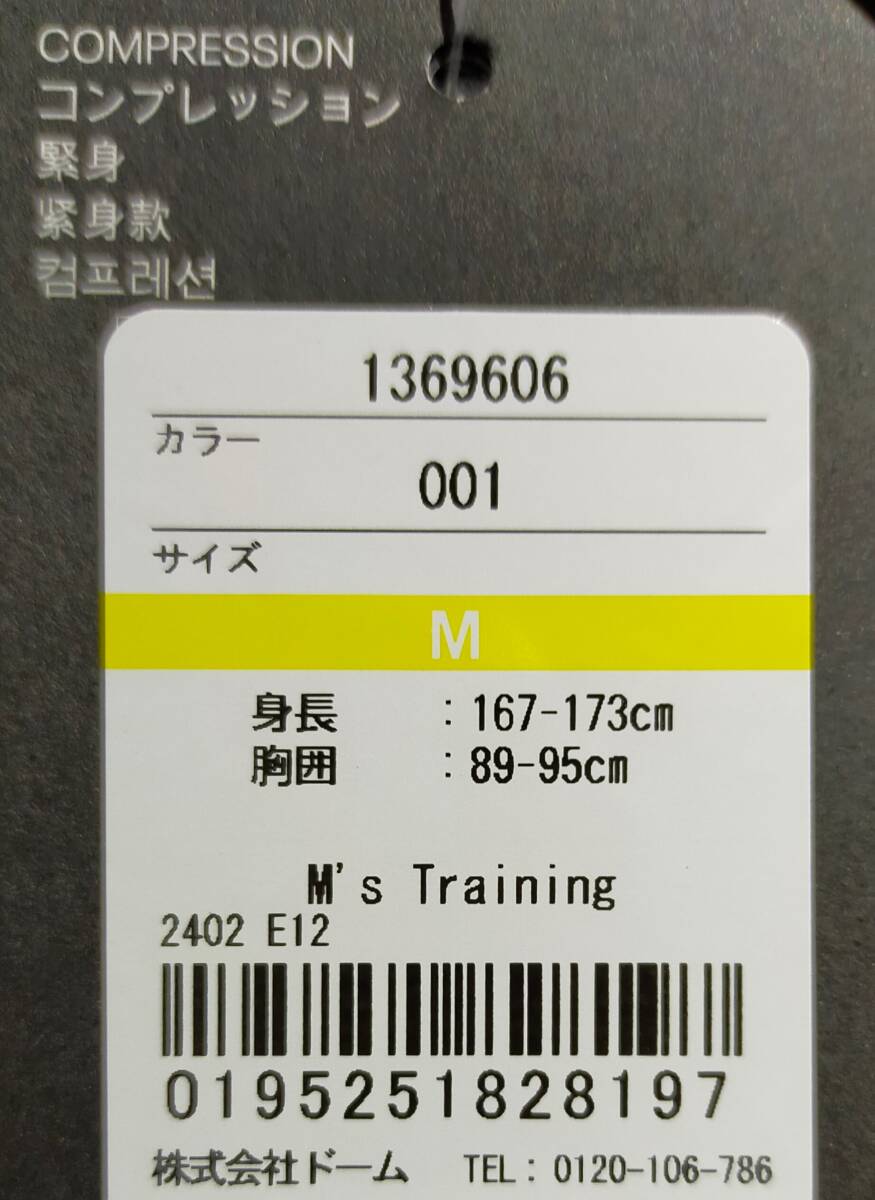 COMPRESSION
コンプレッション
緊身
紧身款
컴프레션
1369606
カラー
001
サイズ
M
身長 : 167-173cm
胸囲 : 89-95cm
M's Training
2402 E12
0195251828197
株式会社ドーム TEL: 0120-106-786